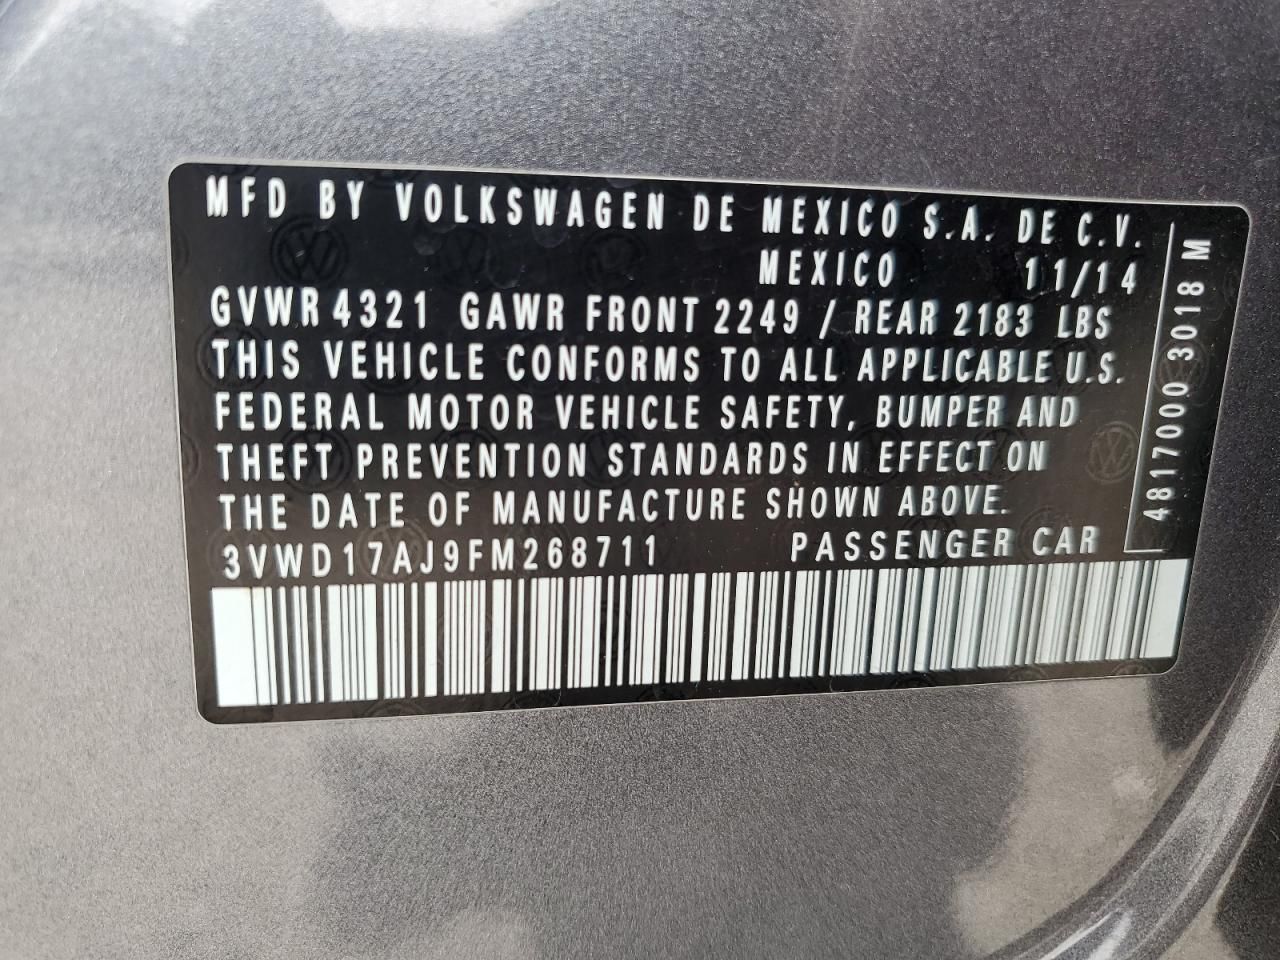 MFD BY VOLKSWAGEN DE MEXICO S.A. DE C.V.
MEXICO 11/14
GVWR 4321 GAWR FRONT 2249 / REAR 2183 LBS
THIS VEHICLE CONFORMS TO ALL APPLICABLE U.S.
FEDERAL MOTOR VEHICLE SAFETY, BUMPER AND
THEFT PREVENTION STANDARDS IN EFFECT ON
THE DATE OF MANUFACTURE SHOWN ABOVE.
3VWD17AJ9FM268711 PASSENGER CAR
4817000 3018 M